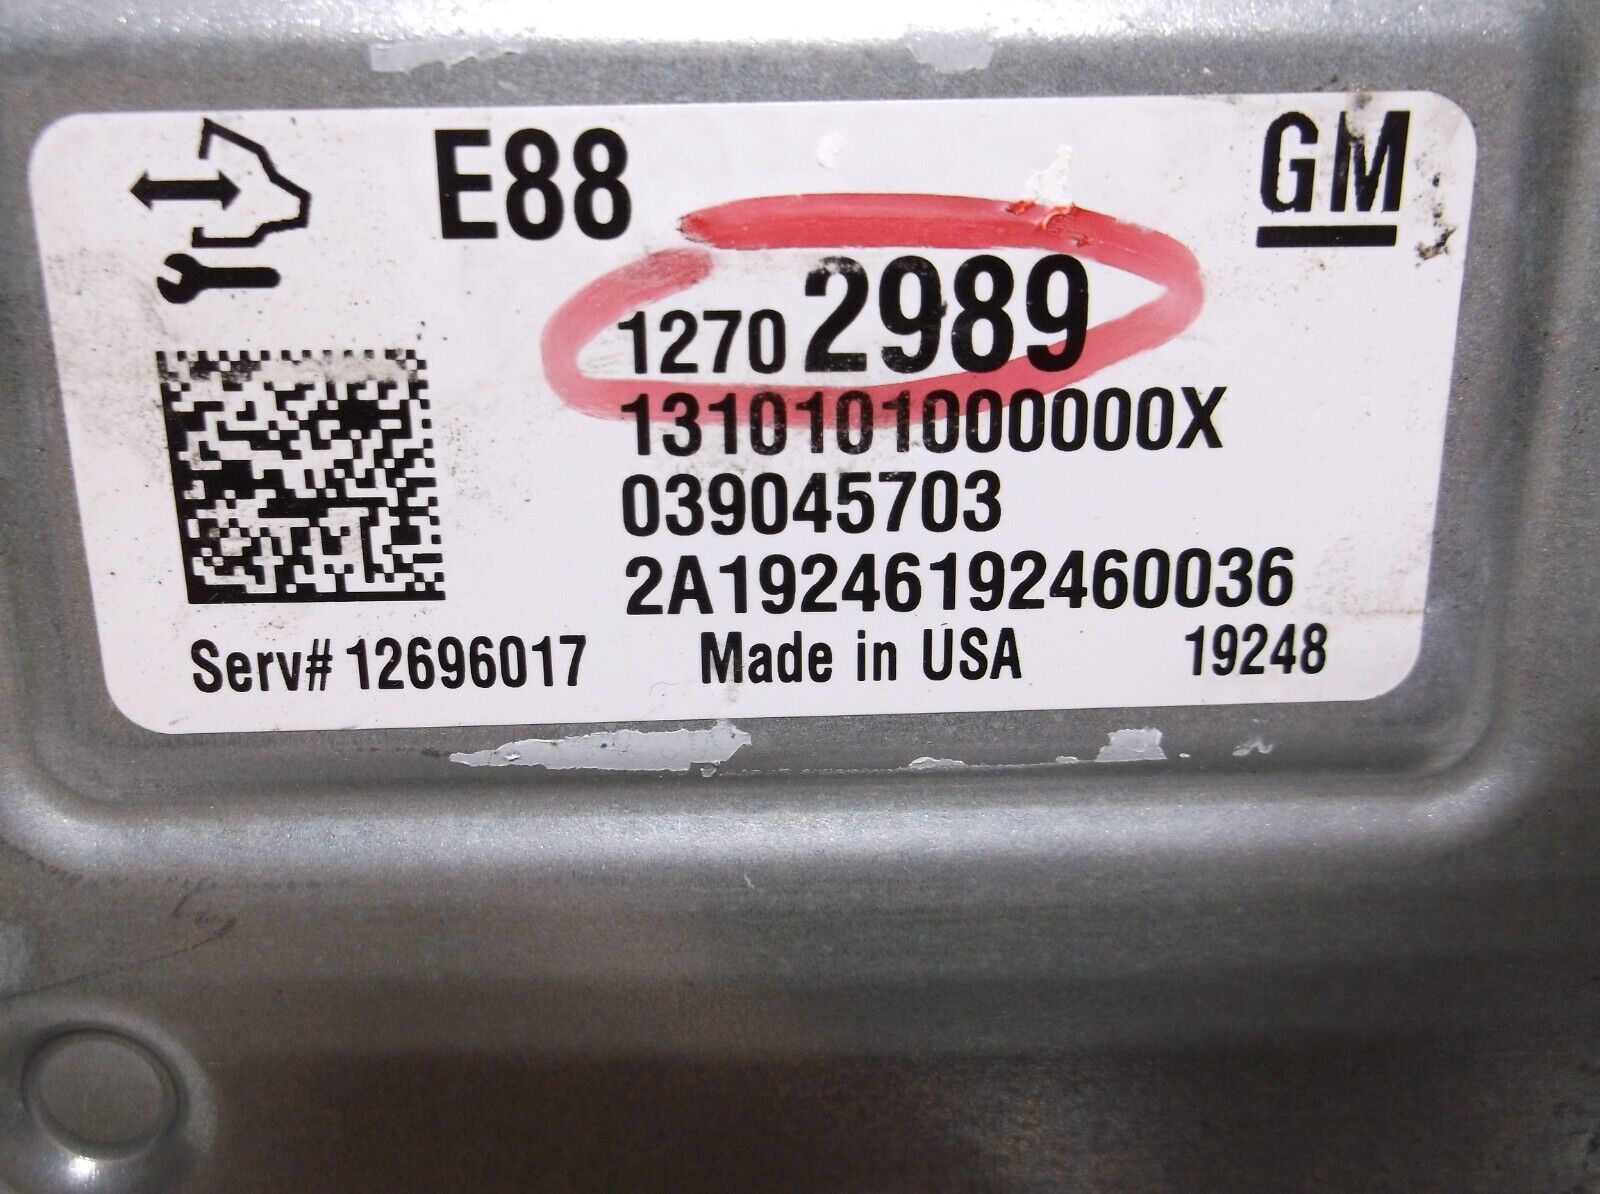 E88
GM
12702989
1310101000000X
039045703
2A19246192460036
Serv# 12696017 Made in USA 19248